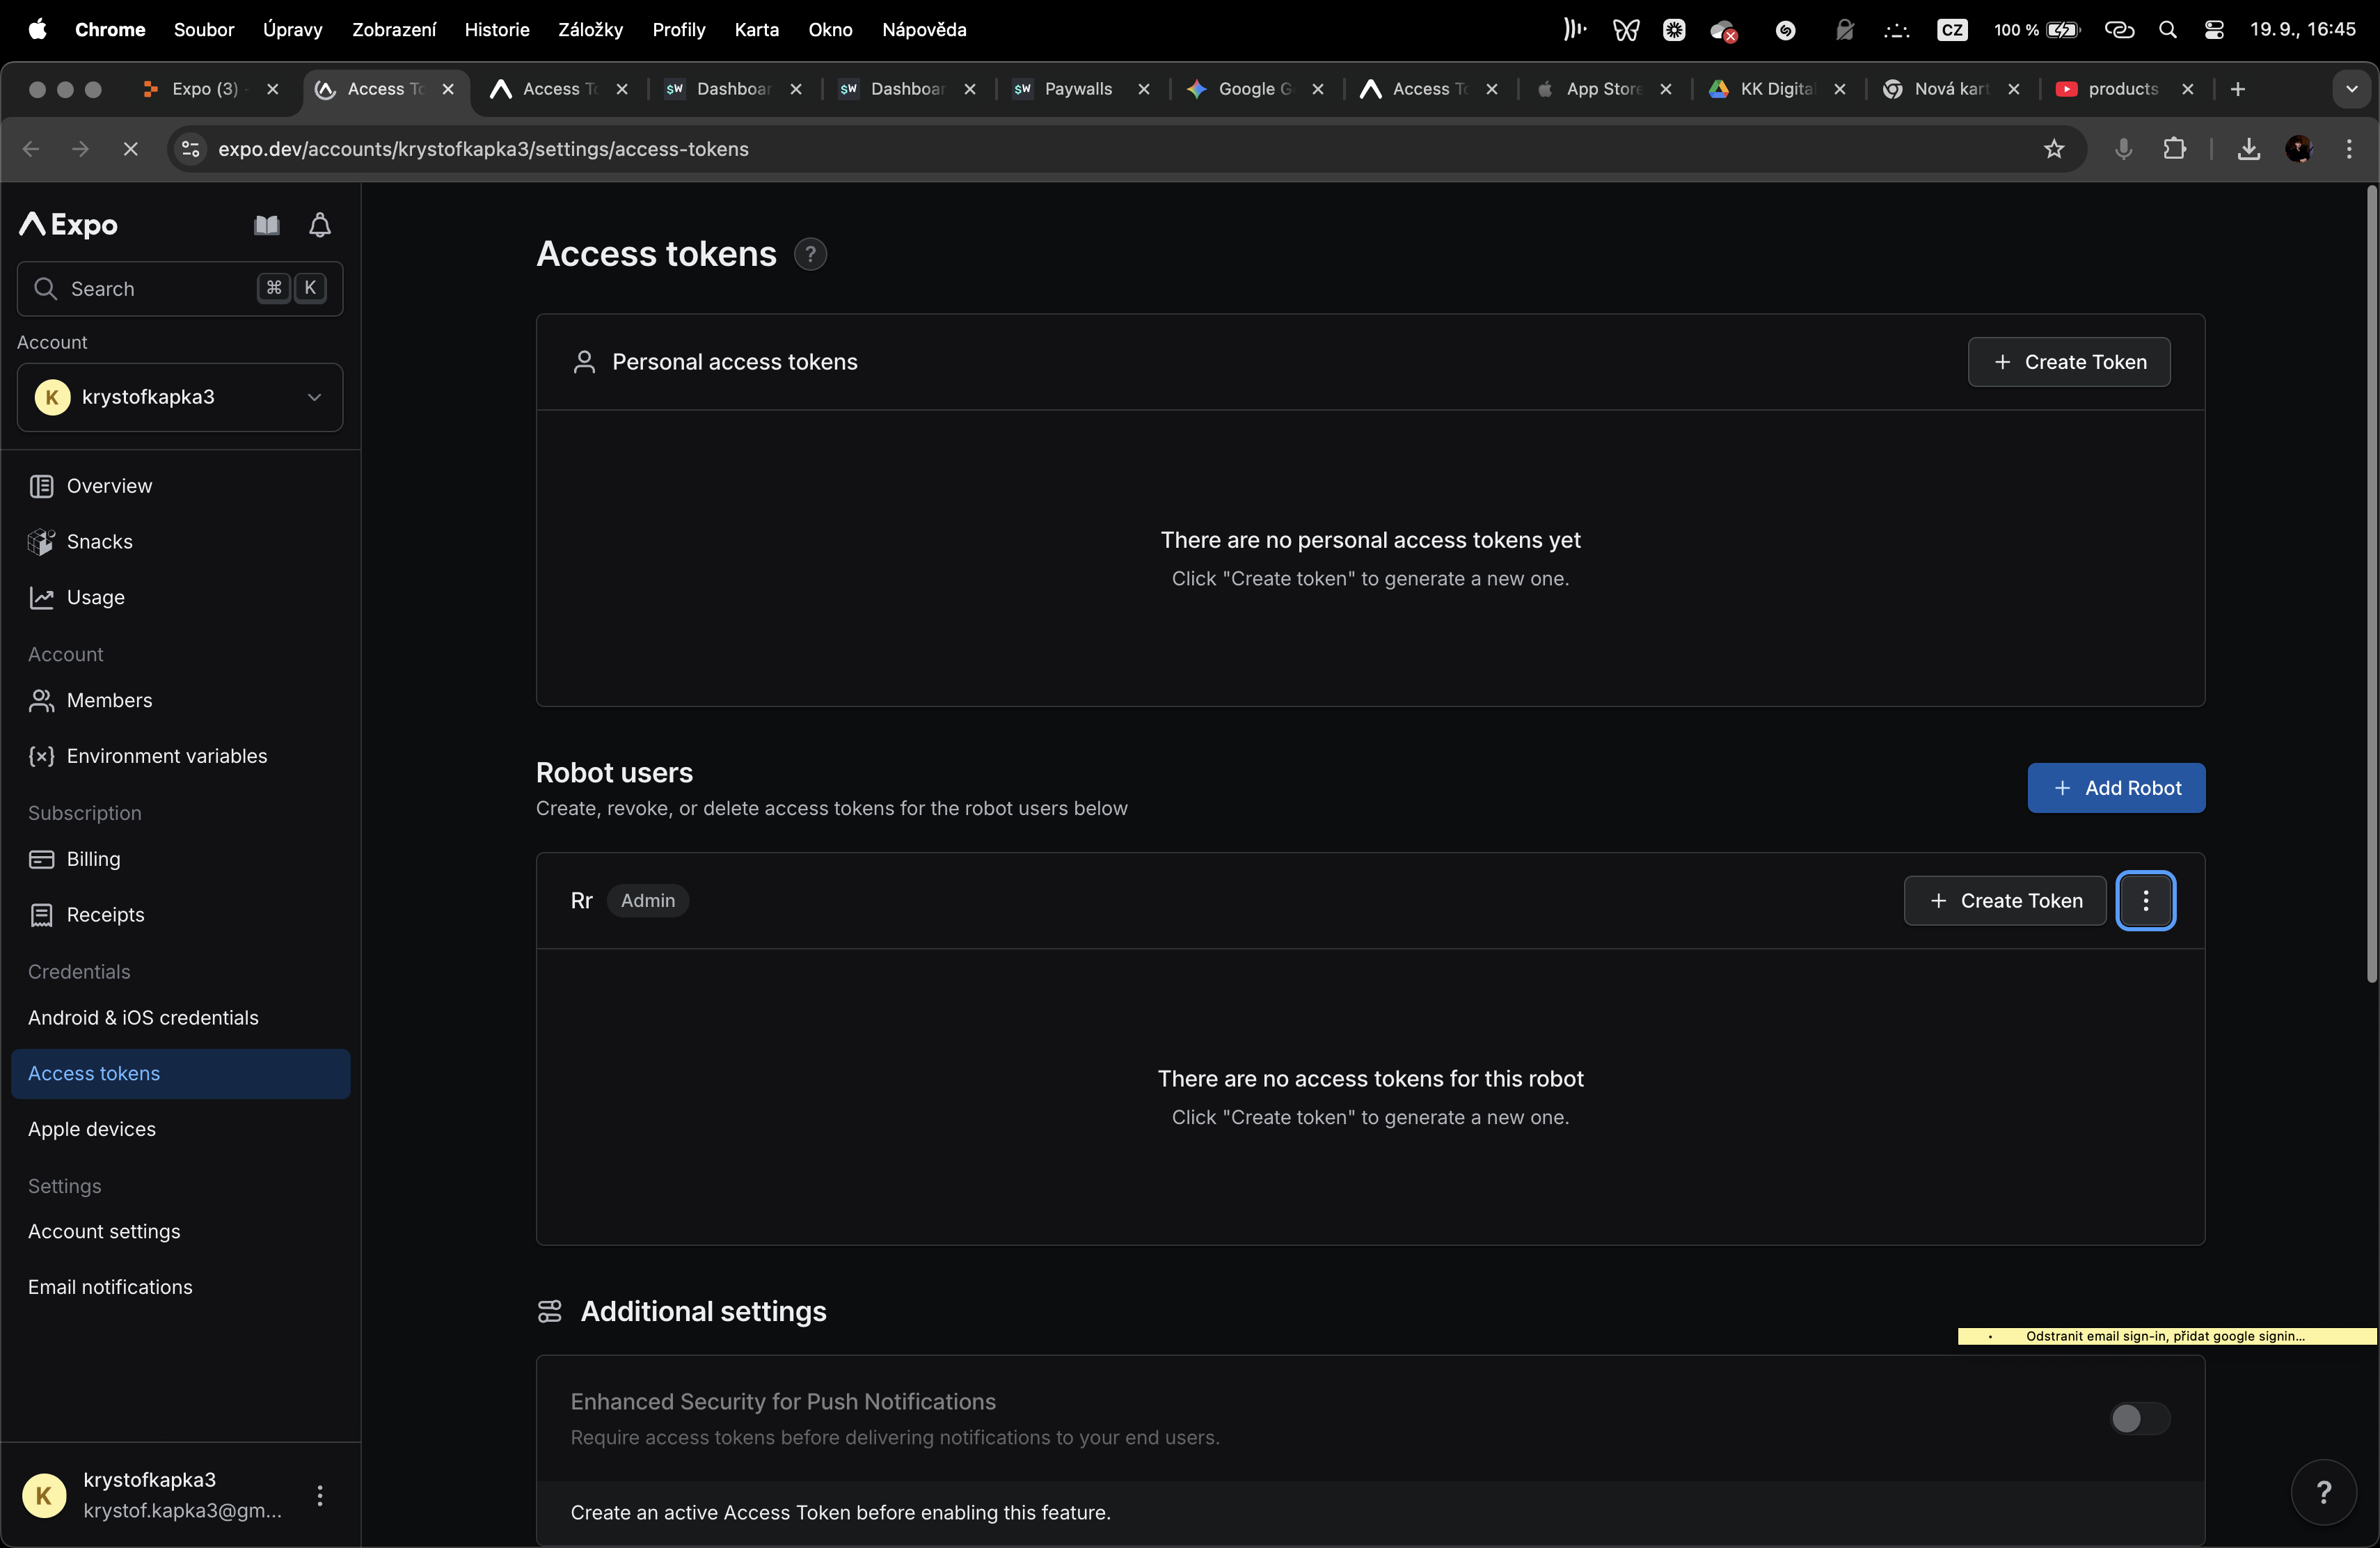 Chrome Soubor Úpravy Zobrazení Historie Záložky Profily Karta Okno Nápověda CZ 100 % 19. 9., 16:45
Expo (3) Access To Access To $W Dashboar $W Dashboar $W Paywalls Google G Access To App Store KK Digital Nová kart products
expo.dev/accounts/krystofkapka3/settings/access-tokens
Expo
Search ⌘ K
Account
K krystofkapka3
Overview
Snacks
Usage
Account
Members
Environment variables
Subscription
Billing
Receipts
Credentials
Android & iOS credentials
Access tokens
Apple devices
Settings
Account settings
Email notifications
K krystofkapka3
krystof.kapka3@gm...
Access tokens ?
Personal access tokens
+ Create Token
There are no personal access tokens yet
Click "Create token" to generate a new one.
Robot users
Create, revoke, or delete access tokens for the robot users below
+ Add Robot
Rr Admin
+ Create Token
There are no access tokens for this robot
Click "Create token" to generate a new one.
Additional settings
• Odstranit email sign-in, přidat google signin...
Enhanced Security for Push Notifications
Require access tokens before delivering notifications to your end users.
Create an active Access Token before enabling this feature.
?